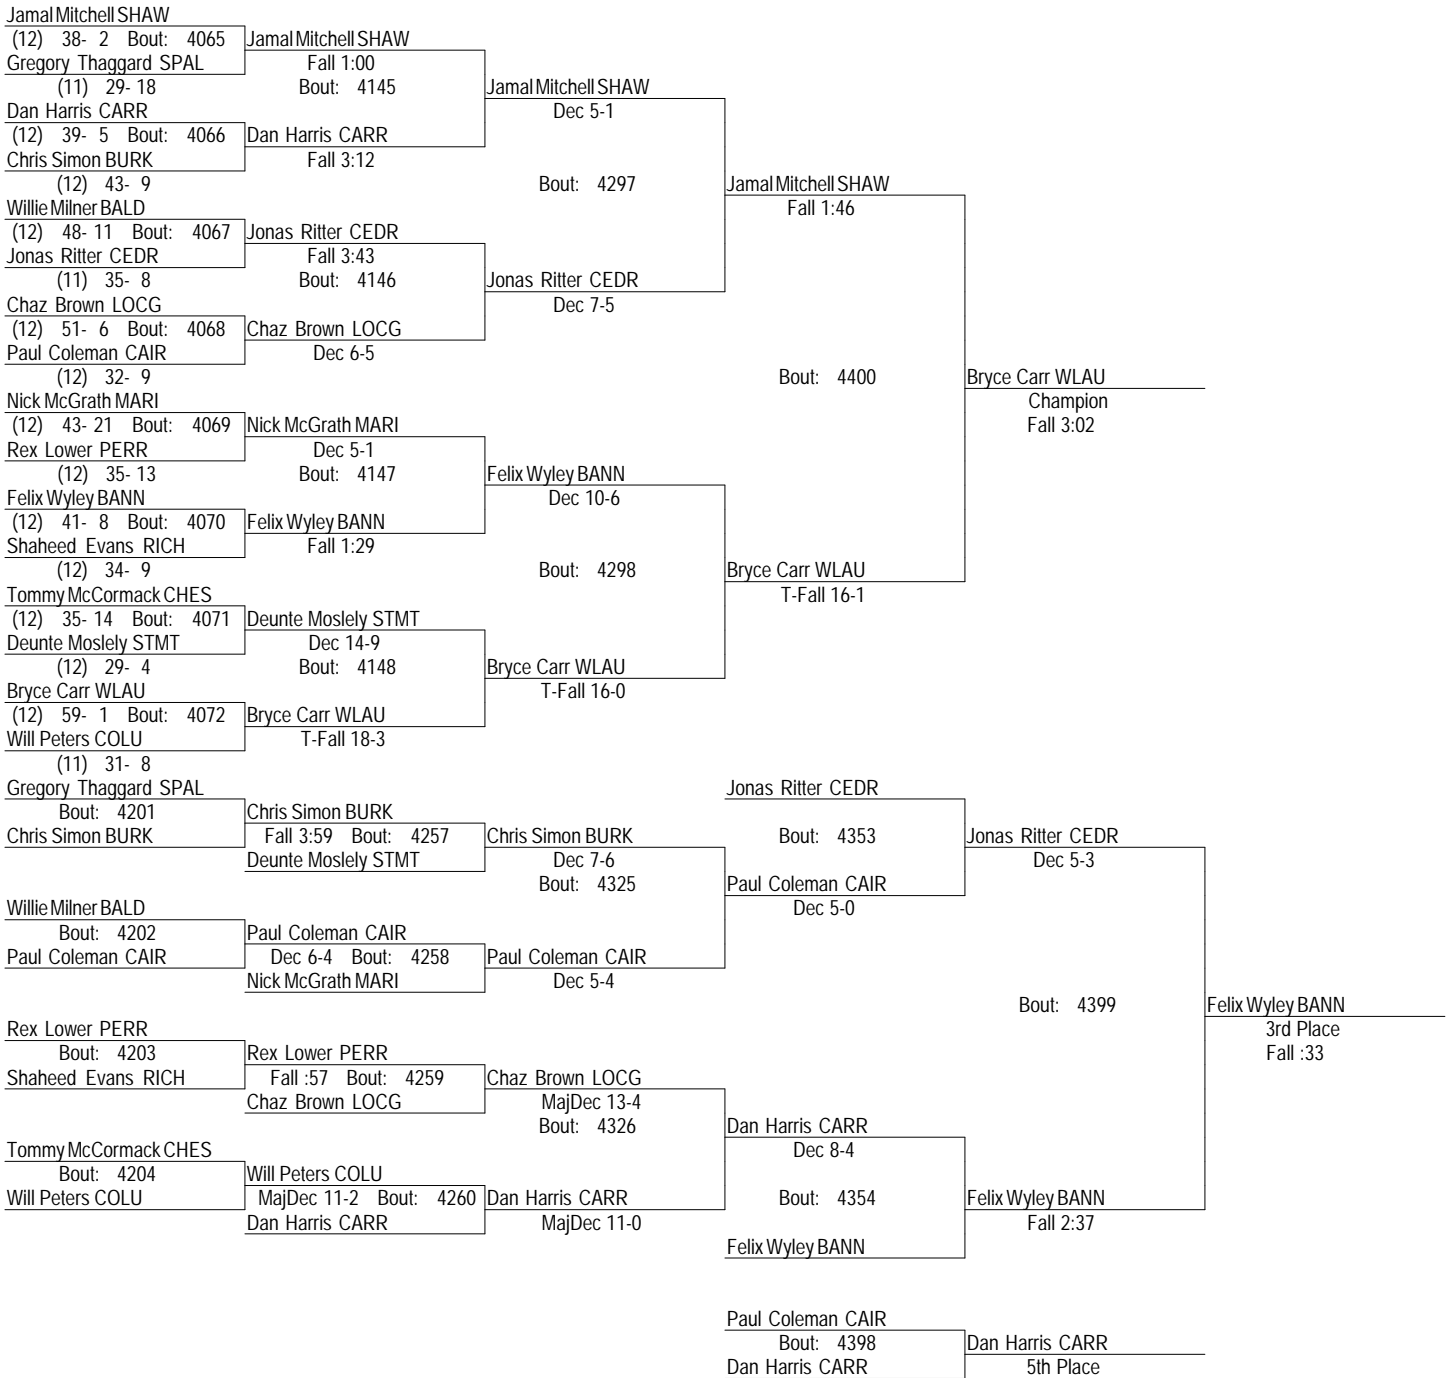 Jamal Mitchell SHAW
(12) 38- 2 Bout: 4065 Jamal Mitchell SHAW
Gregory Thaggard SPAL Fall 1:00
(11) 29- 18 Bout: 4145 Jamal Mitchell SHAW
Dan Harris CARR Dec 5-1
(12) 39- 5 Bout: 4066 Dan Harris CARR
Chris Simon BURK Fall 3:12
(12) 43- 9 Bout: 4297 Jamal Mitchell SHAW
Willie Milner BALD Fall 1:46
(12) 48- 11 Bout: 4067 Jonas Ritter CEDR
Jonas Ritter CEDR Fall 3:43
(11) 35- 8 Bout: 4146 Jonas Ritter CEDR
Chaz Brown LOCG Dec 7-5
(12) 51- 6 Bout: 4068 Chaz Brown LOCG
Paul Coleman CAIR Dec 6-5
(12) 32- 9 Bout: 4400 Bryce Carr WLAU
Nick McGrath MARI Champion
(12) 43- 21 Bout: 4069 Nick McGrath MARI Fall 3:02
Rex Lower PERR Dec 5-1
(12) 35- 13 Bout: 4147 Felix Wyley BANN
Felix Wyley BANN Dec 10-6
(12) 41- 8 Bout: 4070 Felix Wyley BANN
Shaheed Evans RICH Fall 1:29
(12) 34- 9 Bout: 4298 Bryce Carr WLAU
Tommy McCormack CHES T-Fall 16-1
(12) 35- 14 Bout: 4071 Deunte Moslely STMT
Deunte Moslely STMT Dec 14-9
(12) 29- 4 Bout: 4148 Bryce Carr WLAU
Bryce Carr WLAU T-Fall 16-0
(12) 59- 1 Bout: 4072 Bryce Carr WLAU
Will Peters COLU T-Fall 18-3
(11) 31- 8
Gregory Thaggard SPAL Jonas Ritter CEDR
Bout: 4201 Chris Simon BURK
Chris Simon BURK Fall 3:59 Bout: 4257 Chris Simon BURK Bout: 4353 Jonas Ritter CEDR
Deunte Moslely STMT Dec 7-6 Dec 5-3
Bout: 4325 Paul Coleman CAIR
Willie Milner BALD Dec 5-0
Bout: 4202 Paul Coleman CAIR
Paul Coleman CAIR Dec 6-4 Bout: 4258 Paul Coleman CAIR
Nick McGrath MARI Dec 5-4
Bout: 4399 Felix Wyley BANN
Rex Lower PERR 3rd Place
Bout: 4203 Rex Lower PERR Fall :33
Shaheed Evans RICH Fall :57 Bout: 4259 Chaz Brown LOCG
Chaz Brown LOCG MajDec 13-4
Bout: 4326 Dan Harris CARR
Tommy McCormack CHES Dec 8-4
Bout: 4204 Will Peters COLU
Will Peters COLU MajDec 11-2 Bout: 4260 Dan Harris CARR Bout: 4354 Felix Wyley BANN
Dan Harris CARR MajDec 11-0 Fall 2:37
Felix Wyley BANN
Paul Coleman CAIR
Bout: 4398 Dan Harris CARR
Dan Harris CARR 5th Place